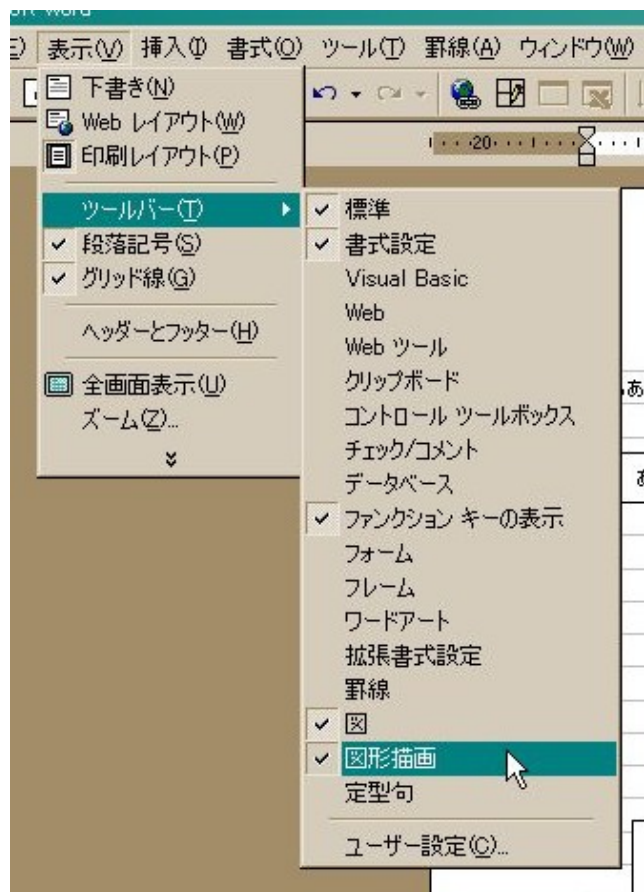 表示(V) 挿入(I) 書式(O) ツール(T) 罫線(A) ウィンドウ(W)
下書き(N)
Web レイアウト(W)
印刷レイアウト(P)
20
ツールバー(T)
段落記号(S)
グリッド線(G)
ヘッダーとフッター(H)
全画面表示(U)
ズーム(Z)...
標準
書式設定
Visual Basic
Web
Web ツール
クリップボード
コントロール ツールボックス
チェック/コメント
データベース
ファンクション キーの表示
フォーム
フレーム
ワードアート
拡張書式設定
罫線
図
図形描画
定型句
ユーザー設定(C)...
あ